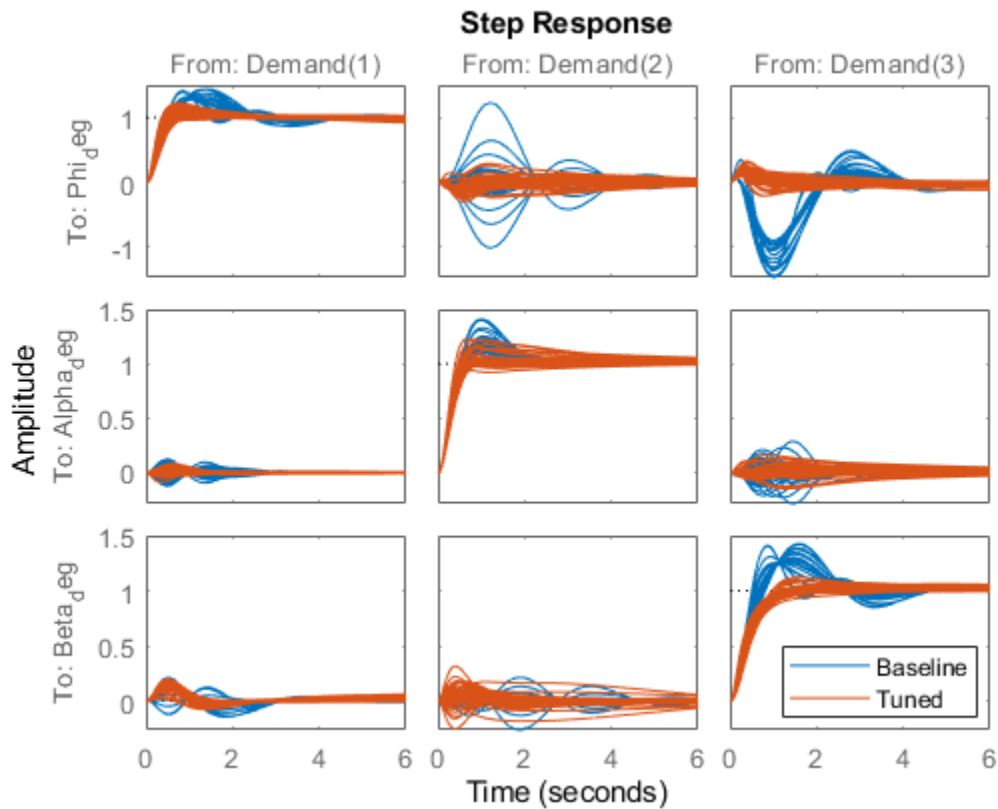 Step Response
From: Demand(1) From: Demand(2) From: Demand(3)
Amplitude
To: Phi_deg
1
0
-1
To: Alpha_deg
1.5
1
0.5
0
To: Beta_deg
1.5
1
0.5
0
Baseline
Tuned
0 2 4 6 0 2 4 6 0 2 4 6
Time (seconds)